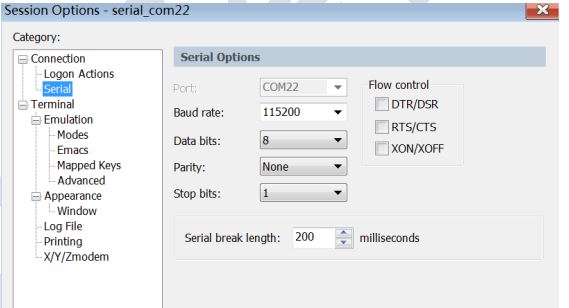 Session Options - serial_com22
Category:
Connection
Logon Actions
Serial
Terminal
Emulation
Modes
Emacs
Mapped Keys
Advanced
Appearance
Window
Log File
Printing
X/Y/Zmodem
Serial Options
Port: COM22
Baud rate: 115200
Data bits: 8
Parity: None
Stop bits: 1
Flow control
DTR/DSR
RTS/CTS
XON/XOFF
Serial break length: 200 milliseconds